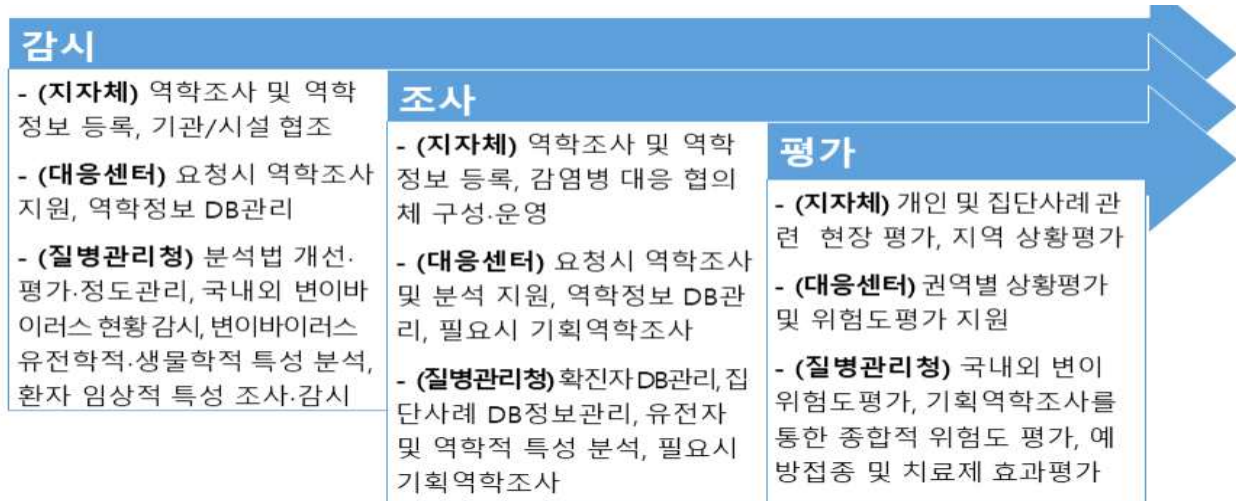 감시
- (지자체) 역학조사 및 역학
정보 등록, 기관/시설 협조
- (대응센터) 요청시 역학조사
지원, 역학정보 DB관리
- (질병관리청) 분석법 개선·
평가·정도관리, 국내외 변이바
이러스 현황 감시, 변이바이러스
유전학적·생물학적 특성 분석,
환자 임상적 특성 조사·감시
조사
- (지자체) 역학조사 및 역학
정보 등록, 감염병 대응 협의
체 구성·운영
- (대응센터) 요청시 역학조사
및 분석 지원, 역학정보 DB관
리, 필요시 기획역학조사
- (질병관리청) 확진자 DB관리, 집
단사례 DB정보관리, 유전자
및 역학적 특성 분석, 필요시
기획역학조사
평가
- (지자체) 개인 및 집단사례 관
련 현장 평가, 지역 상황평가
- (대응센터) 권역별 상황평가
및 위험도평가 지원
- (질병관리청) 국내외 변이
위험도평가, 기획역학조사를
통한 종합적 위험도 평가, 예
방접종 및 치료제 효과평가